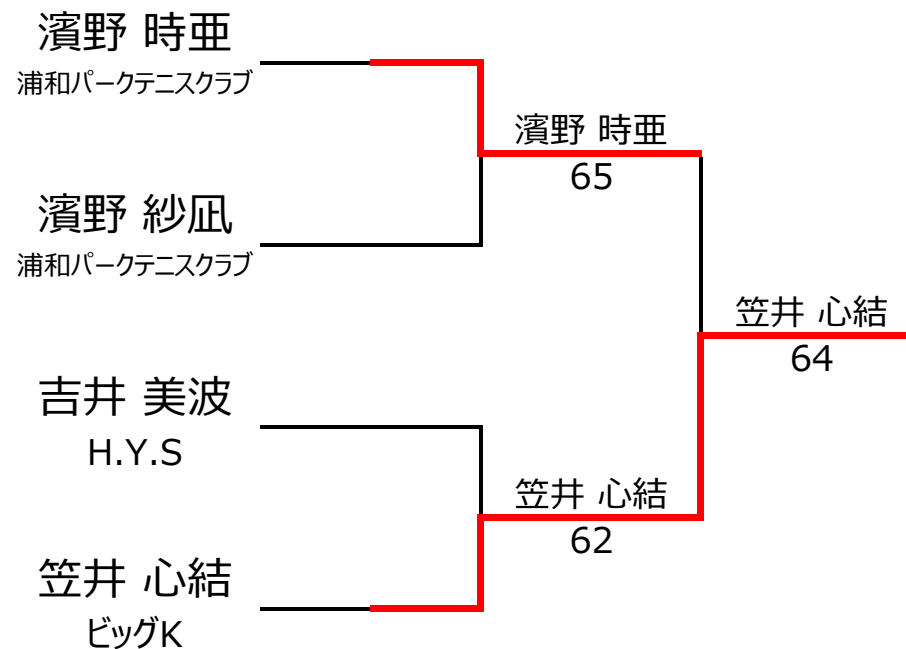 濱野 時亜
浦和パークテニスクラブ
濱野 時亜
65
濱野 紗凪
浦和パークテニスクラブ
笠井 心結
64
吉井 美波
H.Y.S
笠井 心結
62
笠井 心結
ビッグK